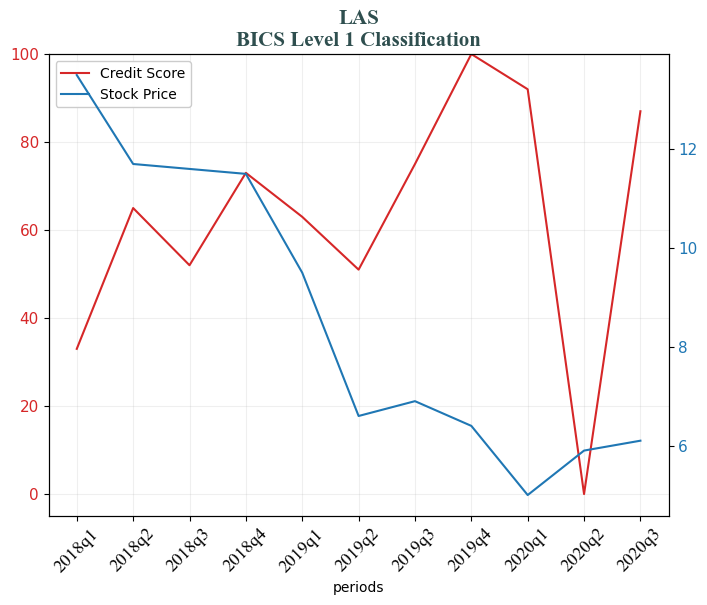 LAS
BICS Level 1 Classification
Credit Score
Stock Price
100
80
60
40
20
0
12
10
8
6
2018q1
2018q2
2018q3
2018q4
2019q1
2019q2
2019q3
2019q4
2020q1
2020q2
2020q3
periods